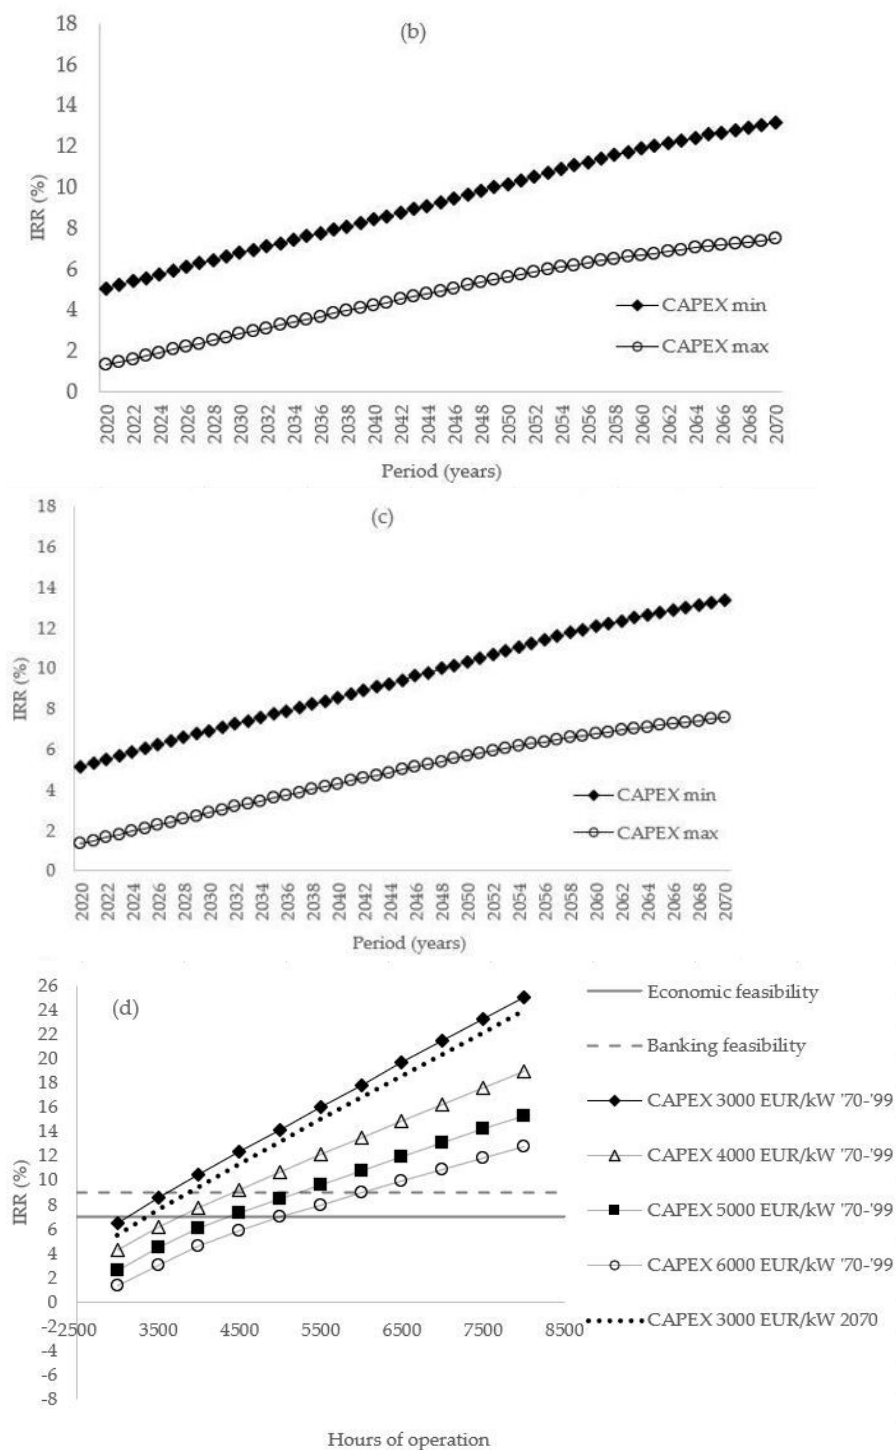 (b)
18
16
14
12
10
8
6
4
2
0
IRR (%)
CAPEX min
CAPEX max
2020 2022 2024 2026 2028 2030 2032 2034 2036 2038 2040 2042 2044 2046 2048 2050 2052 2054 2056 2058 2060 2062 2064 2066 2068 2070
Period (years)
(c)
18
16
14
12
10
8
6
4
2
0
IRR (%)
CAPEX min
CAPEX max
2020 2022 2024 2026 2028 2030 2032 2034 2036 2038 2040 2042 2044 2046 2048 2050 2052 2054 2056 2058 2060 2062 2064 2066 2068 2070
Period (years)
(d)
26
24
22
20
18
16
14
12
10
8
6
4
2
0
-2
-4
-6
-8
IRR (%)
2500 3500 4500 5500 6500 7500 8500
Hours of operation
Economic feasibility
Banking feasibility
CAPEX 3000 EUR/kW '70-'99
CAPEX 4000 EUR/kW '70-'99
CAPEX 5000 EUR/kW '70-'99
CAPEX 6000 EUR/kW '70-'99
CAPEX 3000 EUR/kW 2070